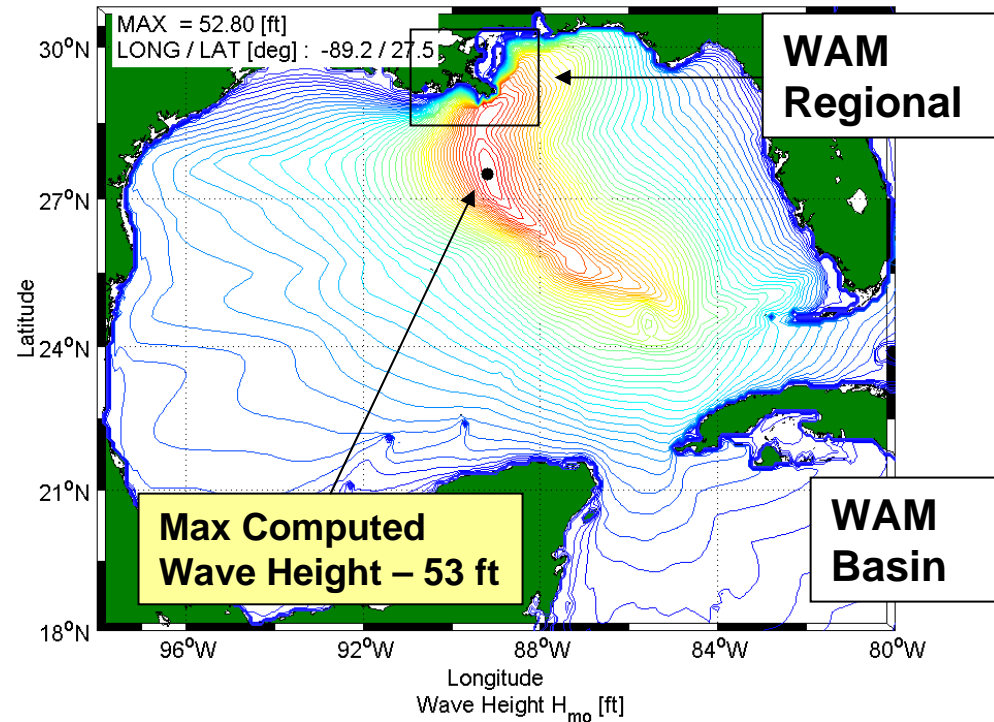 MAX = 52.80 [ft]
LONG / LAT [deg] : -89.2 / 27.5
WAM
Regional
30°N
27°N
24°N
21°N
18°N
Latitude
Max Computed
Wave Height – 53 ft
WAM
Basin
96°W 92°W 88°W 84°W 80°W
Longitude
Wave Height H_mo [ft]